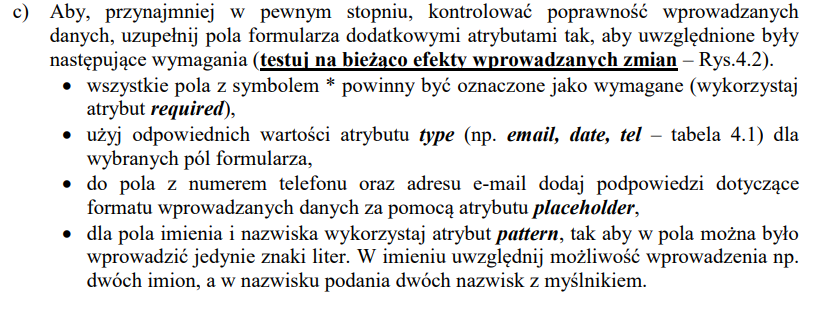 c) Aby, przynajmniej w pewnym stopniu, kontrolować poprawność wprowadzanych
danych, uzupełnij pola formularza dodatkowymi atrybutami tak, aby uwzględnione były
następujące wymagania (testuj na bieżąco efekty wprowadzanych zmian – Rys.4.2).
• wszystkie pola z symbolem * powinny być oznaczone jako wymagane (wykorzystaj
atrybut required),
• użyj odpowiednich wartości atrybutu type (np. email, date, tel – tabela 4.1) dla
wybranych pól formularza,
• do pola z numerem telefonu oraz adresu e-mail dodaj podpowiedzi dotyczące
formatu wprowadzanych danych za pomocą atrybutu placeholder,
• dla pola imienia i nazwiska wykorzystaj atrybut pattern, tak aby w pola można było
wprowadzić jedynie znaki liter. W imieniu uwzględnij możliwość wprowadzenia np.
dwóch imion, a w nazwisku podania dwóch nazwisk z myślnikiem.